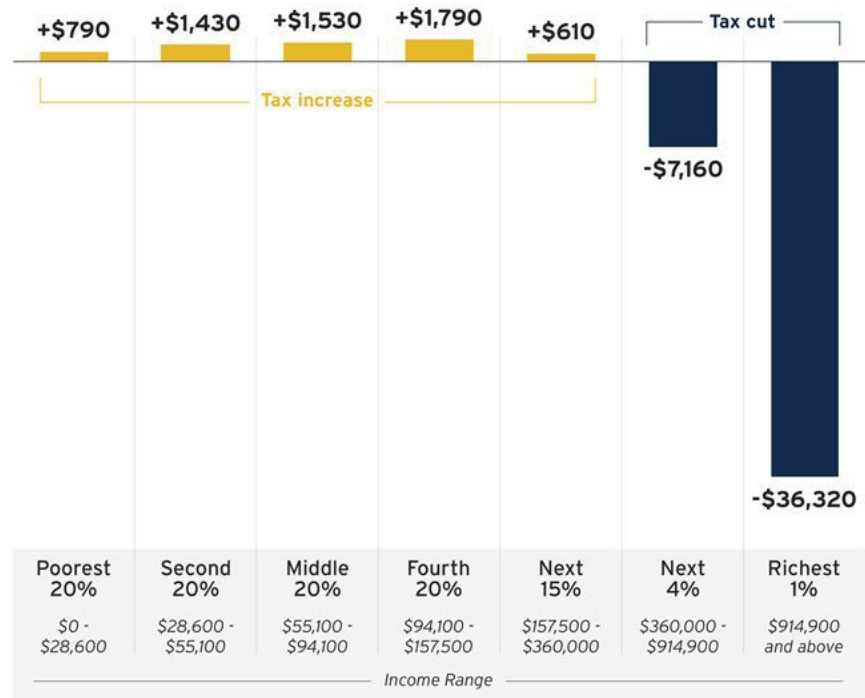 +$790
+$1,430
+$1,530
+$1,790
+$610
Tax cut
Tax increase
-$7,160
-$36,320
Poorest
20%
$0 -
$28,600
Second
20%
$28,600 -
$55,100
Middle
20%
$55,100 -
$94,100
Fourth
20%
$94,100 -
$157,500
Next
15%
$157,500 -
$360,000
Next
4%
$360,000 -
$914,900
Richest
1%
$914,900
and above
Income Range